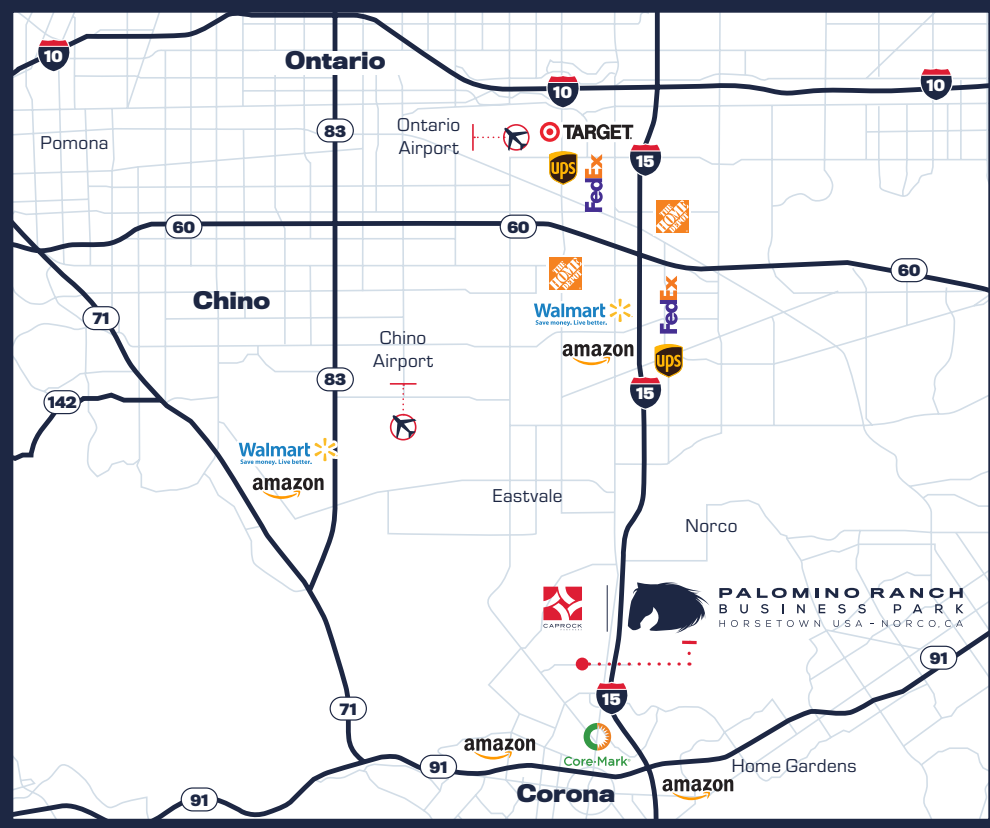 10
Ontario
10
10
83
Ontario
Airport
TARGET
Pomona
15
ups
FedEx
THE
HOME
DEPOT
60
60
60
THE
HOME
DEPOT
Chino
71
Walmart
Save money. Live better.
FedEx
Chino
Airport
amazon
ups
83
15
142
Walmart
Save money. Live better.
amazon
Eastvale
Norco
CAPROCK
PALOMINO RANCH
BUSINESS PARK
HORSETOWN USA - NORCO, CA
91
15
71
amazon
Core-Mark
91
Home Gardens
amazon
Corona
91